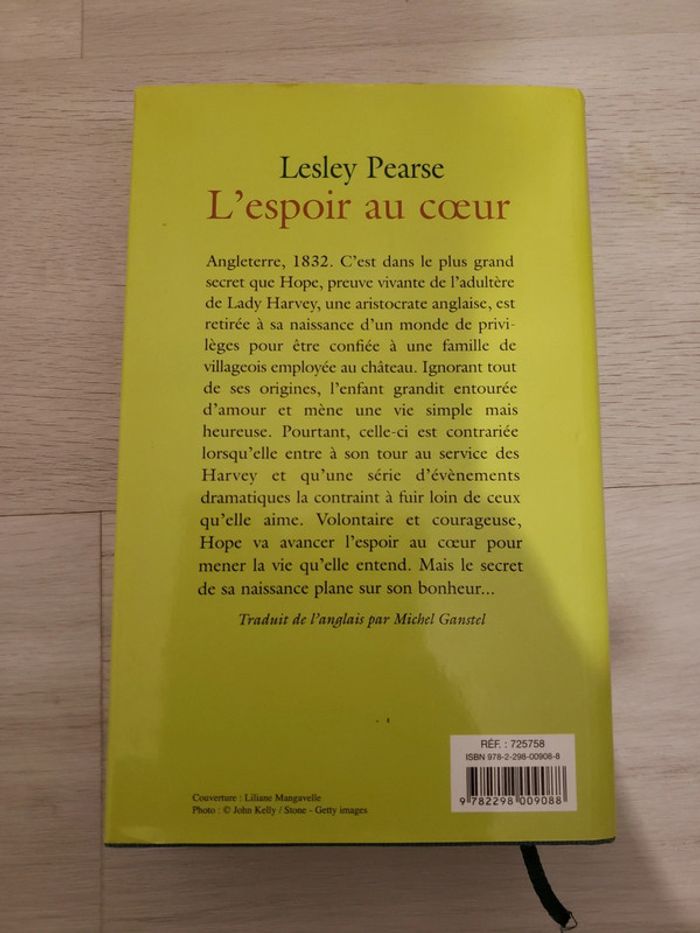 Lesley Pearse
L'espoir au cœur
Angleterre, 1832. C'est dans le plus grand
secret que Hope, preuve vivante de l'adultère
de Lady Harvey, une aristocrate anglaise, est
retirée à sa naissance d'un monde de privi-
lèges pour être confiée à une famille de
villageois employée au château. Ignorant tout
de ses origines, l'enfant grandit entourée
d'amour et mène une vie simple mais
heureuse. Pourtant, celle-ci est contrariée
lorsqu'elle entre à son tour au service des
Harvey et qu'une série d'évènements
dramatiques la contraint à fuir loin de ceux
qu'elle aime. Volontaire et courageuse,
Hope va avancer l'espoir au cœur pour
mener la vie qu'elle entend. Mais le secret
de sa naissance plane sur son bonheur...
Traduit de l'anglais par Michel Ganstel
RÉF. : 725758
ISBN 978-2-298-00908-8
9 782298 009088
Couverture : Liliane Mangavelle
Photo : © John Kelly / Stone - Getty images